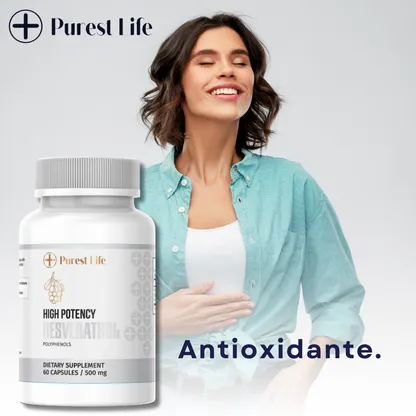 Purest Life
Purest Life
HIGH POTENCY
RESVERATROL
POLYPHENOLS
DIETARY SUPPLEMENT
60 CAPSULES / 500 mg
Antioxidante.